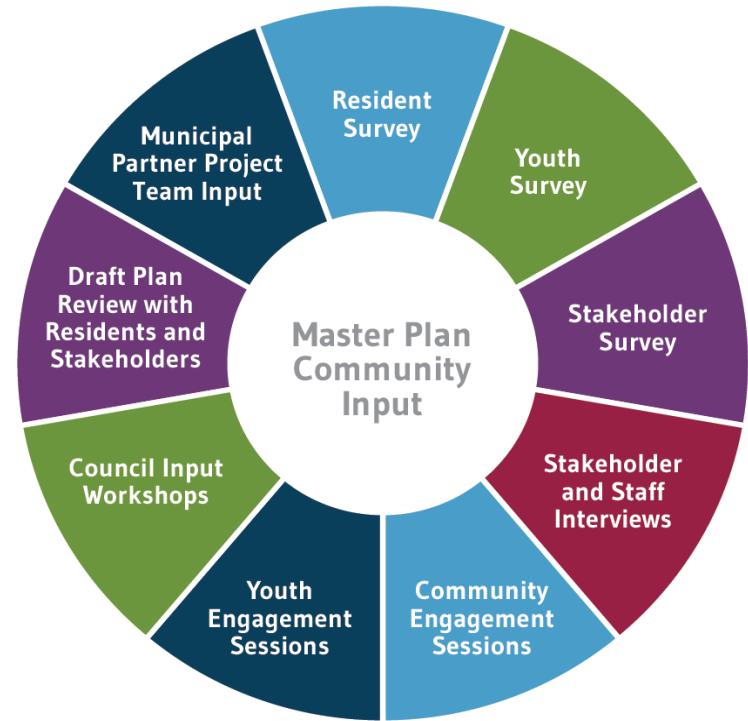 Resident
Survey
Youth
Survey
Stakeholder
Survey
Stakeholder
and Staff
Interviews
Community
Engagement
Sessions
Youth
Engagement
Sessions
Council Input
Workshops
Draft Plan
Review with
Residents and
Stakeholders
Municipal
Partner Project
Team Input
Master Plan
Community
Input